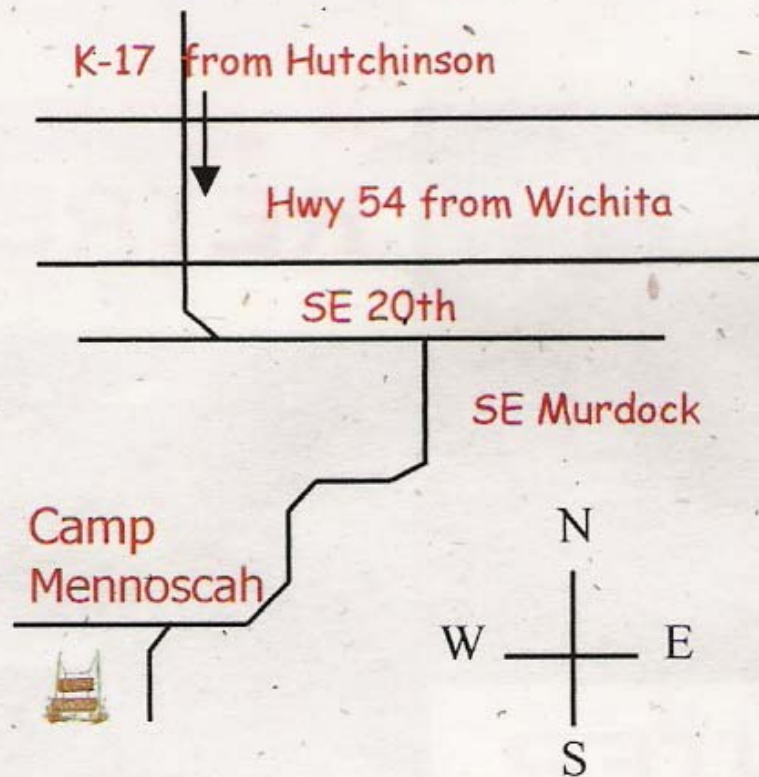 K-17 from Hutchinson
Hwy 54 from Wichita
SE 20th
SE Murdock
Camp
Mennoscah
N
W E
S